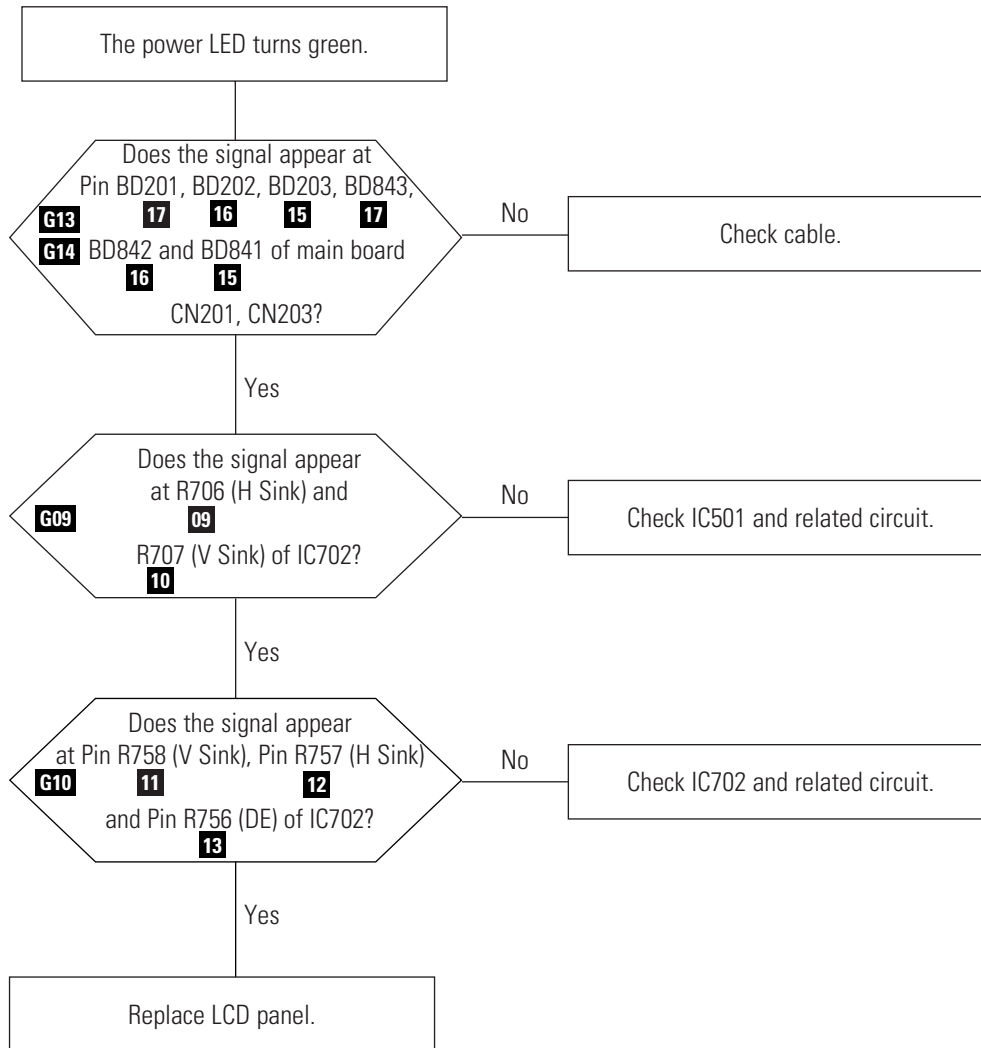 The power LED turns green.
Does the signal appear at
Pin BD201, BD202, BD203, BD843,
G13 17 16 15 17
G14 BD842 and BD841 of main board
16 15
CN201, CN203?
No
Check cable.
Yes
Does the signal appear
at R706 (H Sink) and
G09 09
R707 (V Sink) of IC702?
10
No
Check IC501 and related circuit.
Yes
Does the signal appear
at Pin R758 (V Sink), Pin R757 (H Sink)
G10 11 12
and Pin R756 (DE) of IC702?
13
No
Check IC702 and related circuit.
Yes
Replace LCD panel.